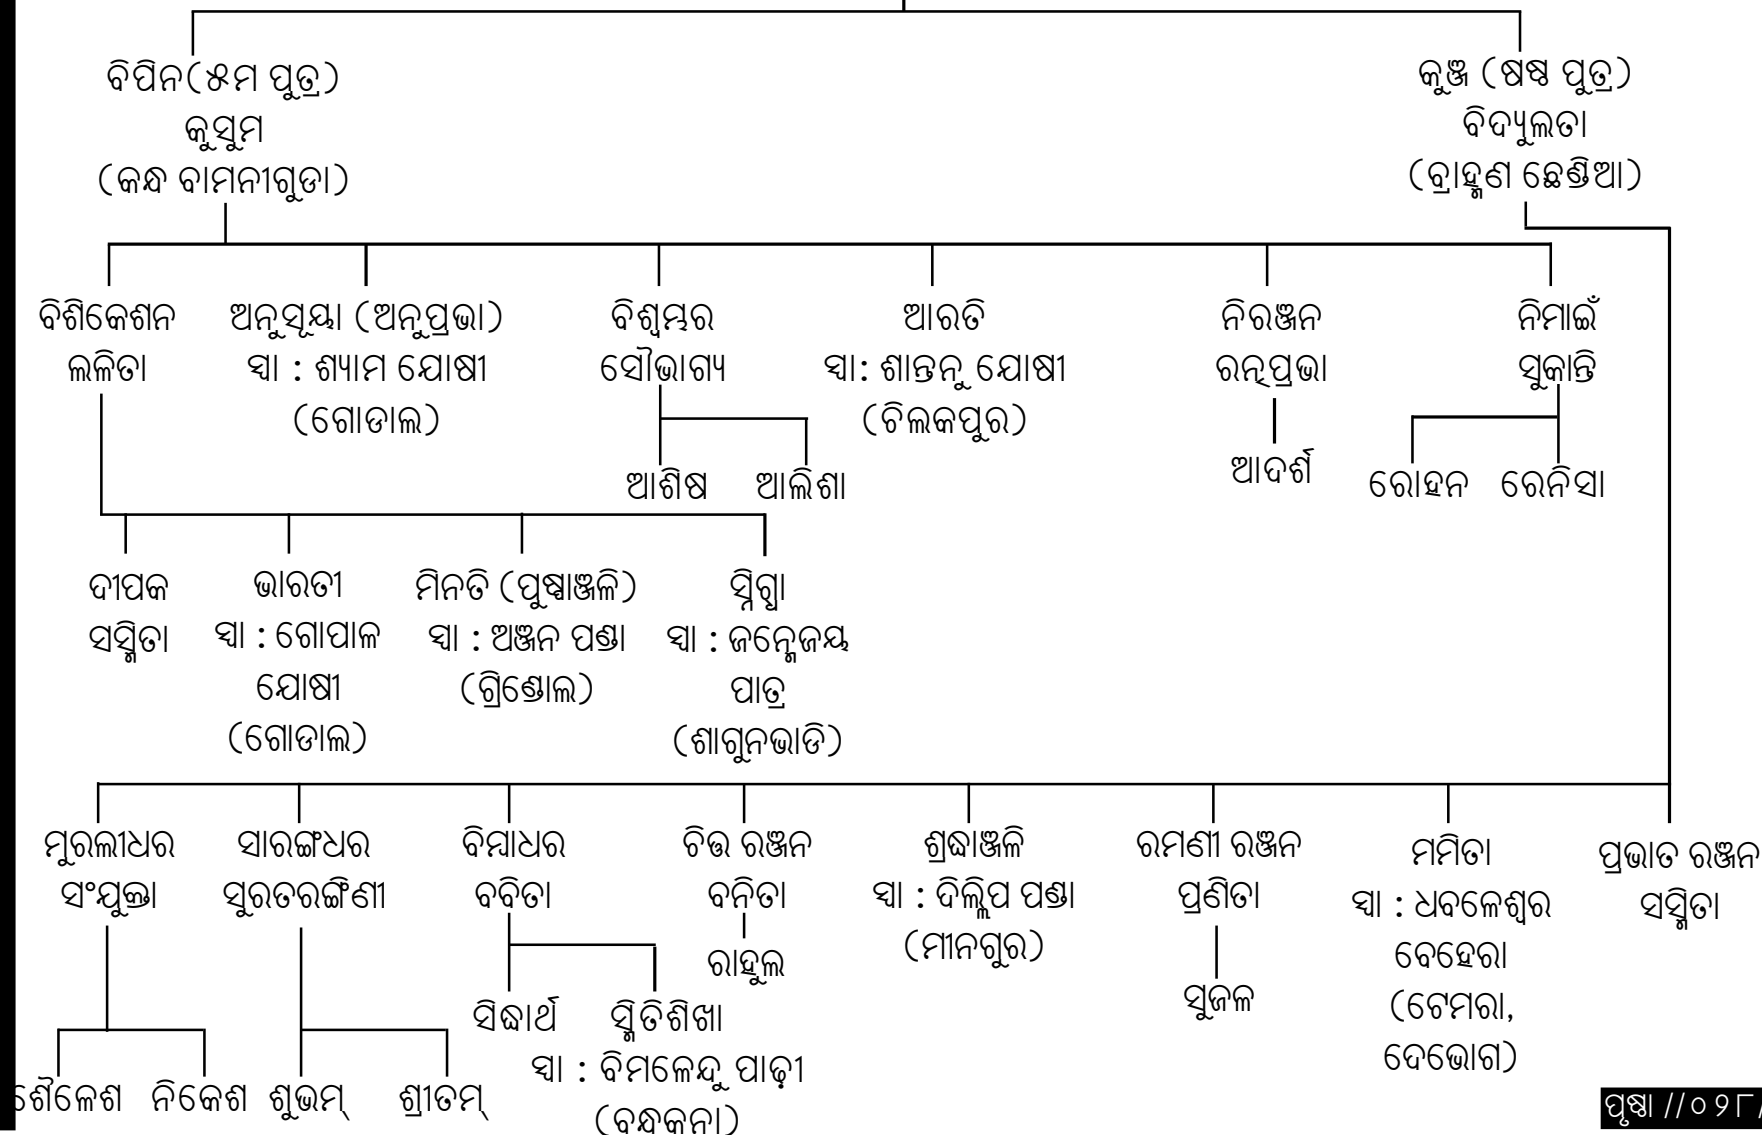 ବିପିନ(୫ମ ପୁତ୍ର)
କୁସୁମ
(କନ୍ଧ ବାମନୀଗୁଡା)
କୁଞ୍ଜ (ଷଷ୍ଠ ପୁତ୍ର)
ବିଦ୍ୟୁଲତା
(ବ୍ରାହ୍ମଣ ଛେଣ୍ଡିଆ)
ବିଶିକେଶନ
ଲଳିତା
ଅନୁସୂୟା (ଅନୁପ୍ରଭା)
ସ୍ୱା : ଶ୍ୟାମ ଯୋଷୀ
(ଗୋଡାଲ)
ବିଶ୍ୱମ୍ଭର
ସୌଭାଗ୍ୟ
ଆରତି
ସ୍ୱା: ଶାନ୍ତନୁ ଯୋଷୀ
(ଚିଲକପୁର)
ନିରଞ୍ଜନ
ରତ୍ନପ୍ରଭା
ନିମାଇଁ
ସୁକାନ୍ତି
ଆଶିଷ
ଆଲିଶା
ଆଦର୍ଶ
ରୋହନ
ରେନିସା
ଦୀପକ
ସସ୍ମିତା
ଭାରତୀ
ସ୍ୱା : ଗୋପାଳ
ଯୋଷୀ
(ଗୋଡାଲ)
ମିନତି (ପୁଷ୍ପାଞ୍ଜଳି)
ସ୍ୱା : ଅଞ୍ଜନ ପଣ୍ଡା
(ଗ୍ରିଣ୍ଡୋଲ)
ସ୍ନିଗ୍ଧା
ସ୍ୱା : ଜନ୍ମେଜୟ
ପାତ୍ର
(ଶାଗୁନଭାଡି)
ମୁରଲୀଧର
ସଂଯୁକ୍ତା
ସାରଙ୍ଗଧର
ସୁରତରଙ୍ଗିଣୀ
ବିମ୍ବାଧର
ବବିତା
ଚିତ୍ତ ରଞ୍ଜନ
ବନିତା
ରାହୁଲ
ଶ୍ରଦ୍ଧାଞ୍ଜଳି
ସ୍ୱା : ଦିଲ୍ଲିପ ପଣ୍ଡା
(ମୀନଗୁର)
ରମଣୀ ରଞ୍ଜନ
ପ୍ରଣିତା
ସୁଜଳ
ମମିତା
ସ୍ୱା : ଧବଳେଶ୍ୱର
ବେହେରା
(ଟେମରା,
ଦେଭୋଗ)
ପ୍ରଭାତ ରଞ୍ଜନ
ସସ୍ମିତା
ସିଦ୍ଧାର୍ଥ
ସ୍ମିତିଶିଖା
ସ୍ୱା : ବିମଳେନ୍ଦୁ ପାଢ଼ୀ
(ବନ୍ଧକନା)
ଶୈଳେଶ
ନିକେଶ
ଶୁଭମ୍
ଶ୍ରୀତମ୍
ପୃଷ୍ଠା //୦୨୮/